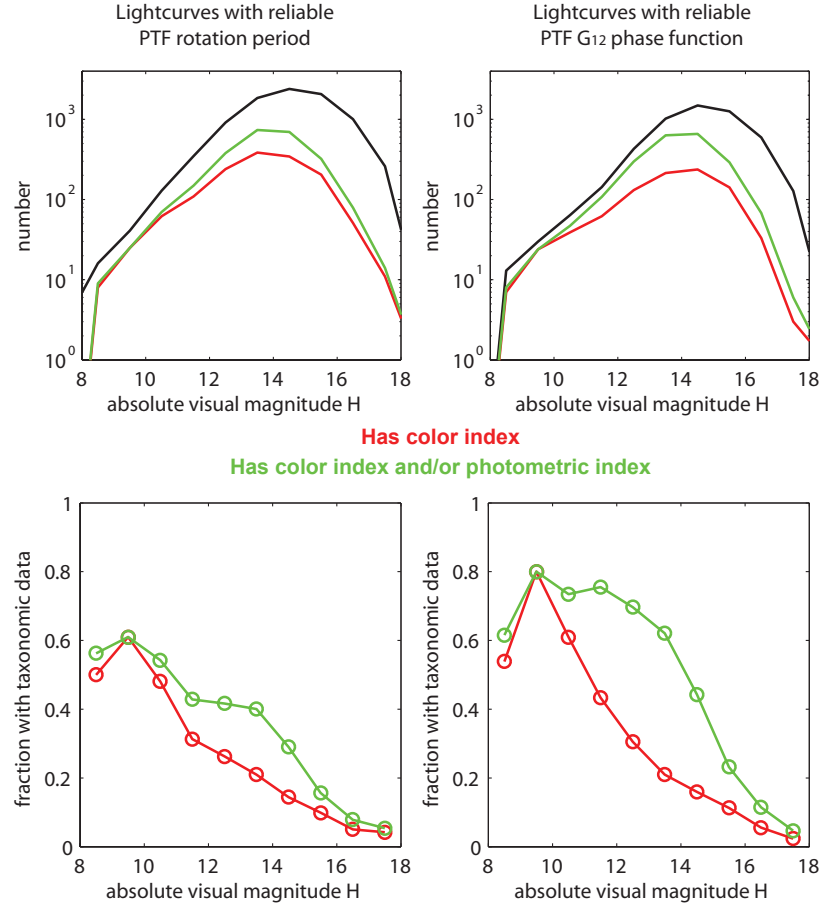 Lightcurves with reliable
PTF rotation period
Lightcurves with reliable
PTF G12 phase function
number
10^3
10^2
10^1
10^0
8 10 12 14 16 18
absolute visual magnitude H
number
10^3
10^2
10^1
10^0
8 10 12 14 16 18
absolute visual magnitude H
Has color index
Has color index and/or photometric index
fraction with taxonomic data
1
0.8
0.6
0.4
0.2
0
8 10 12 14 16 18
absolute visual magnitude H
fraction with taxonomic data
1
0.8
0.6
0.4
0.2
0
8 10 12 14 16 18
absolute visual magnitude H